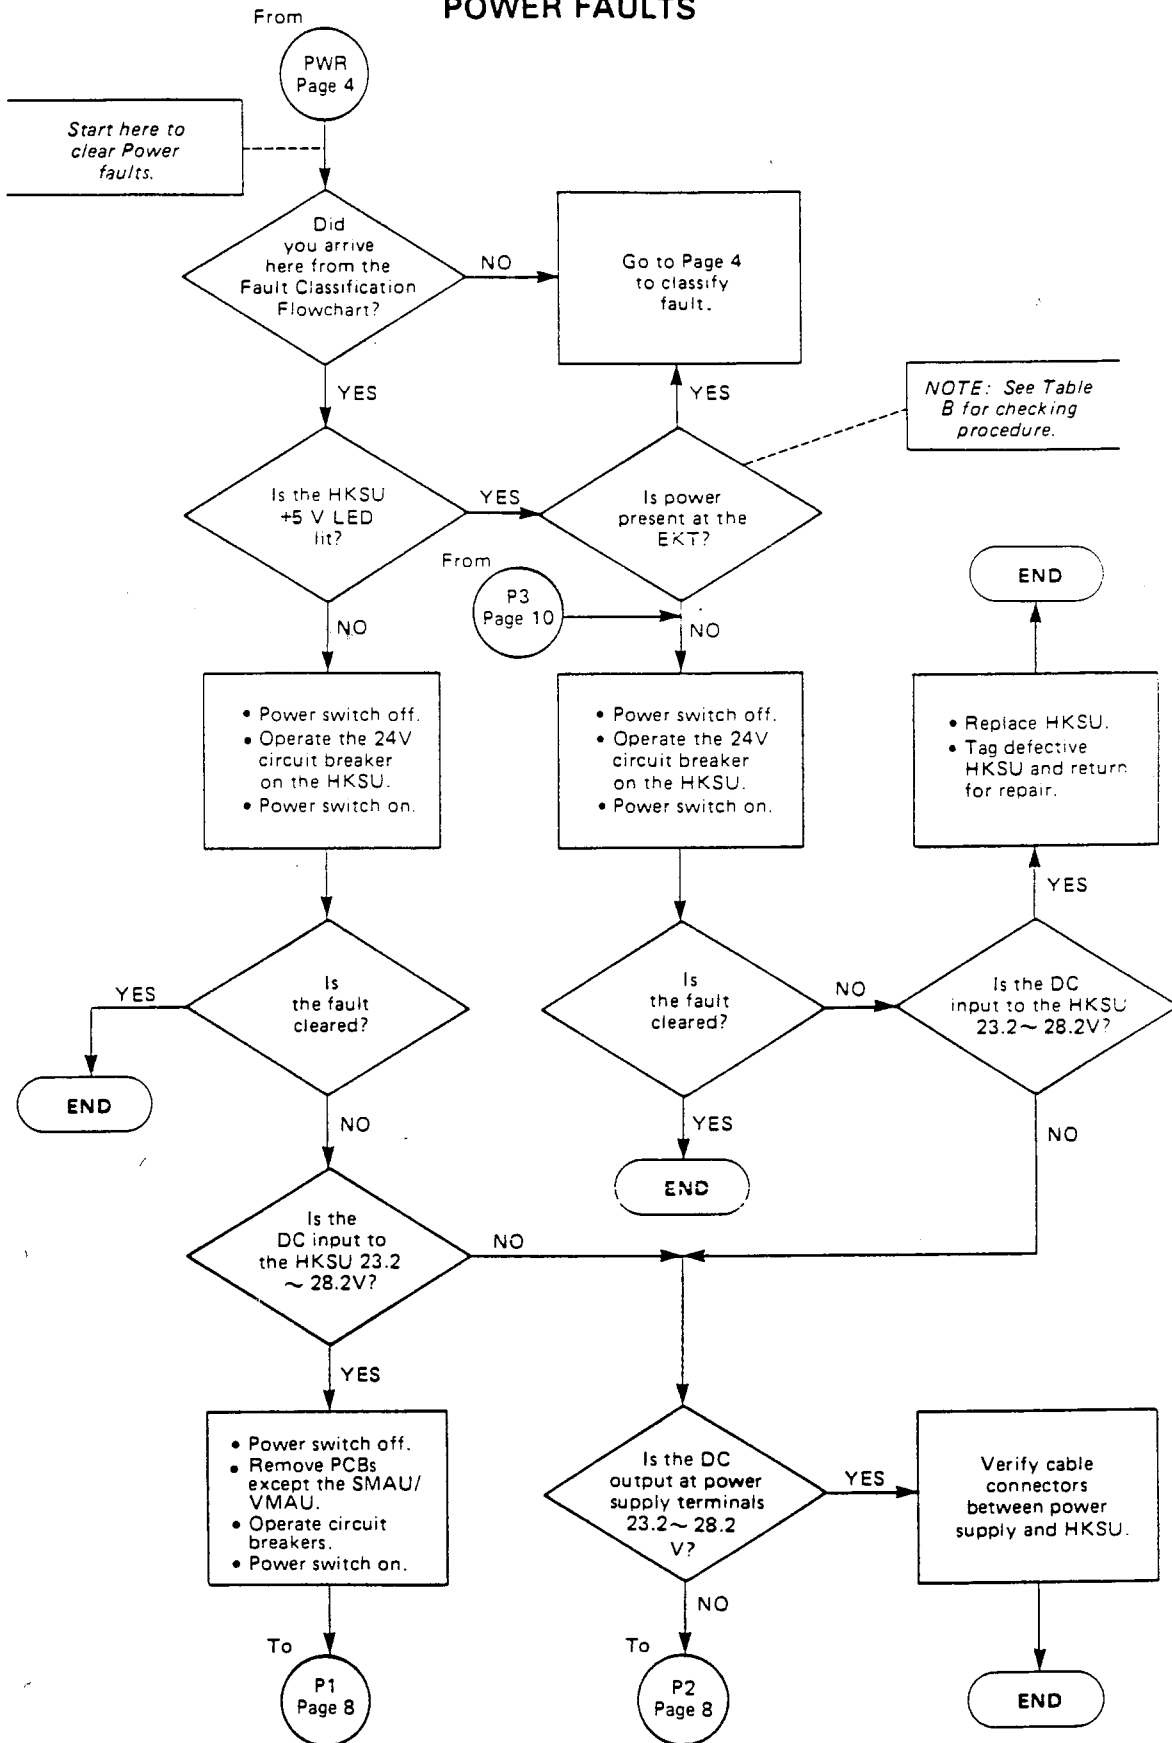 POWER FAULTS
From
PWR
Page 4
Start here to
clear Power
faults.
Did
you arrive
here from the
Fault Classification
Flowchart?
NO
Go to Page 4
to classify
fault.
YES
YES
NOTE: See Table
B for checking
procedure.
Is the HKSU
+5 V LED
lit?
YES
Is power
present at the
EKT?
From
P3
Page 10
END
NO
NO
• Power switch off.
• Operate the 24V
circuit breaker
on the HKSU.
• Power switch on.
• Power switch off.
• Operate the 24V
circuit breaker
on the HKSU.
• Power switch on.
• Replace HKSU.
• Tag defective
HKSU and return
for repair.
YES
YES
Is
the fault
cleared?
Is
the fault
cleared?
NO
Is the DC
input to the HKSU
23.2~ 28.2V?
END
NO
YES
NO
END
Is the
DC input to
the HKSU 23.2
~ 28.2V?
NO
YES
• Power switch off.
• Remove PCBs
except the SMAU/
VMAU.
• Operate circuit
breakers.
• Power switch on.
Is the DC
output at power
supply terminals
23.2~ 28.2
V?
YES
Verify cable
connectors
between power
supply and HKSU.
NO
To
P1
Page 8
To
P2
Page 8
END